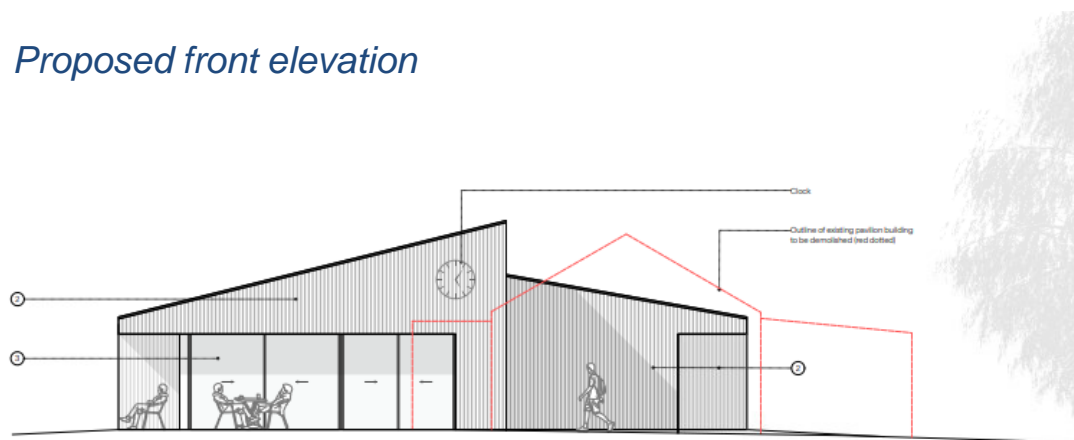 Proposed front elevation
Clock
Outline of existing pavilion building
to be demolished (red dotted)
2
3
2